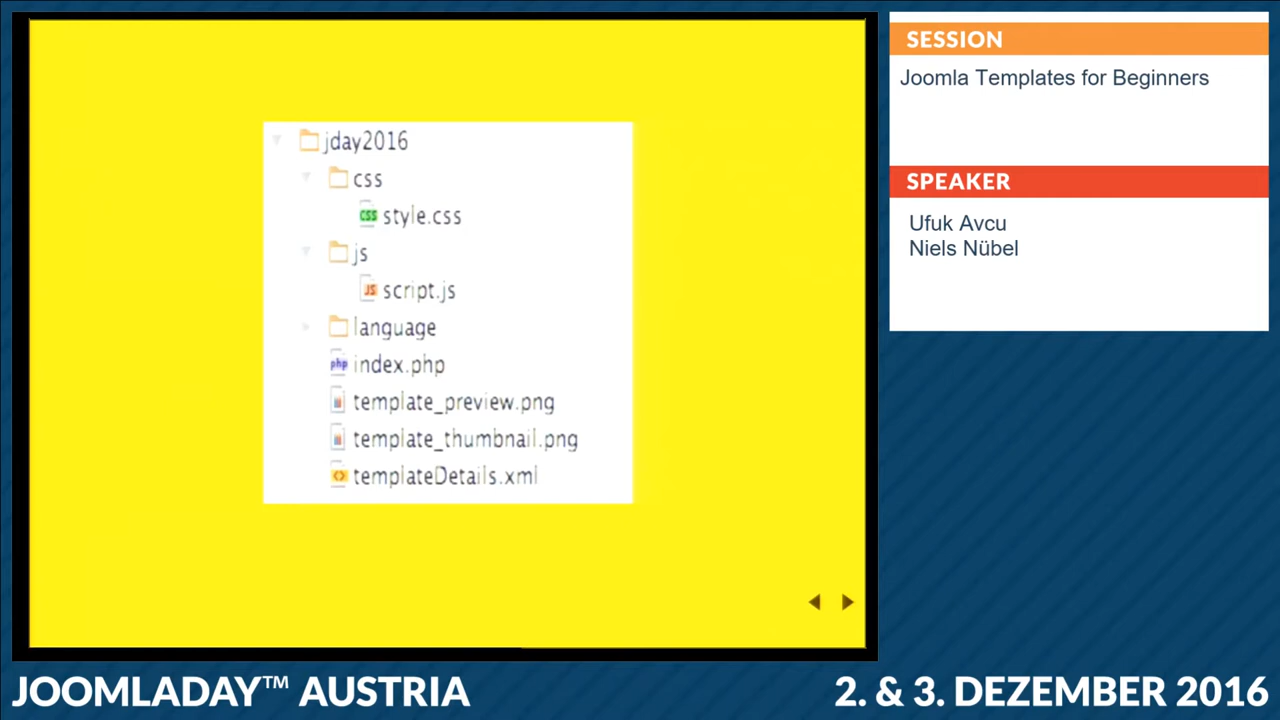 jday2016
css
style.css
js
script.js
language
index.php
template_preview.png
template_thumbnail.png
templateDetails.xml
SESSION
Joomla Templates for Beginners
SPEAKER
Ufuk Avcu
Niels Nübel
JOOMLADAY™ AUSTRIA
2. & 3. DEZEMBER 2016